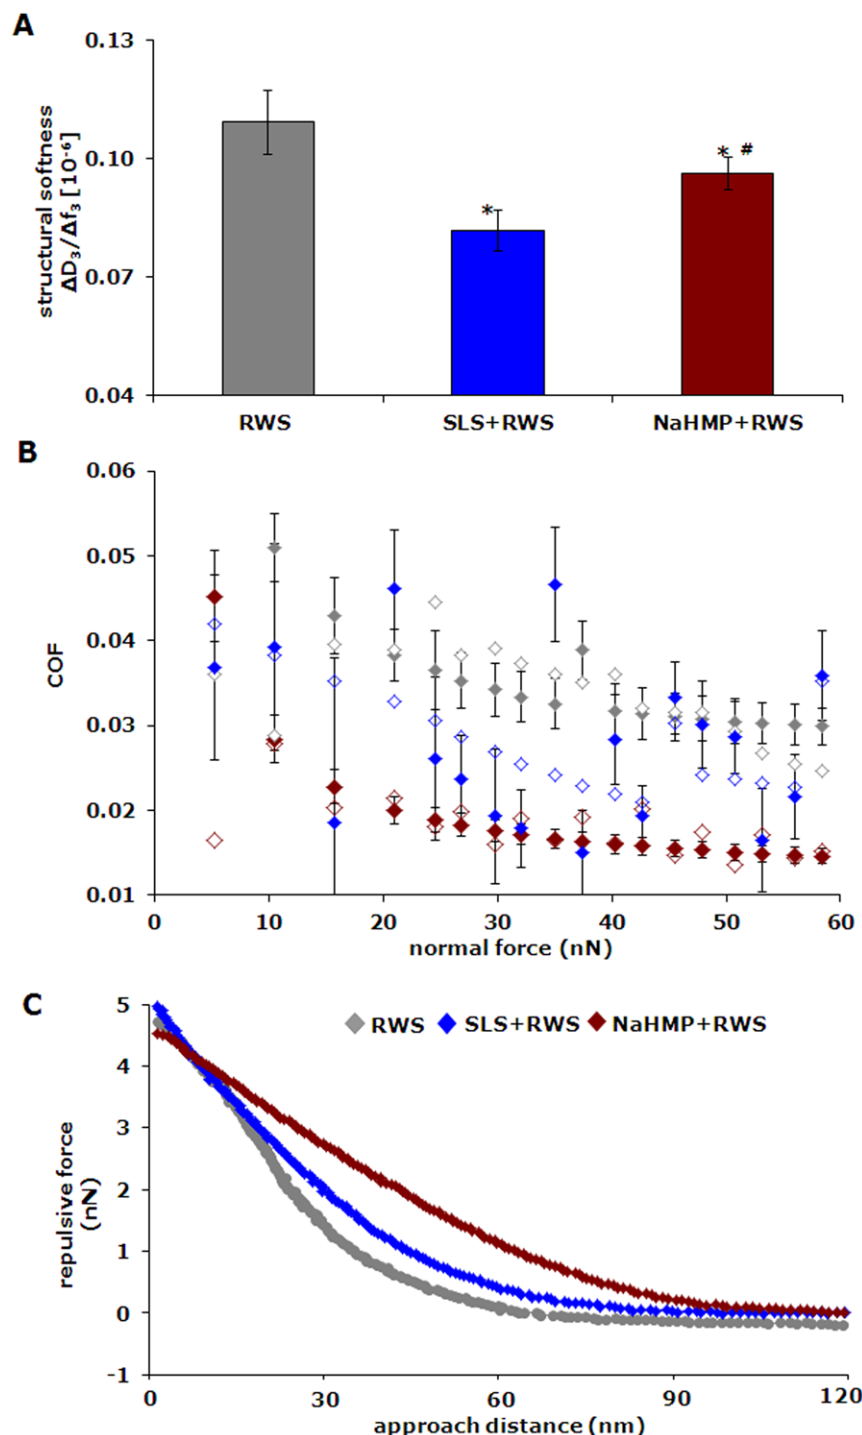 A
structural softness
ΔD₃/Δf₃ [10⁻⁶]
0.13
0.10
0.07
0.04
*
* #
RWS
SLS+RWS
NaHMP+RWS
B
COF
0.06
0.05
0.04
0.03
0.02
0.01
0
10
20
30
40
50
60
normal force (nN)
C
repulsive force
(nN)
5
4
3
2
1
0
-1
RWS
SLS+RWS
NaHMP+RWS
0
30
60
90
120
approach distance (nm)